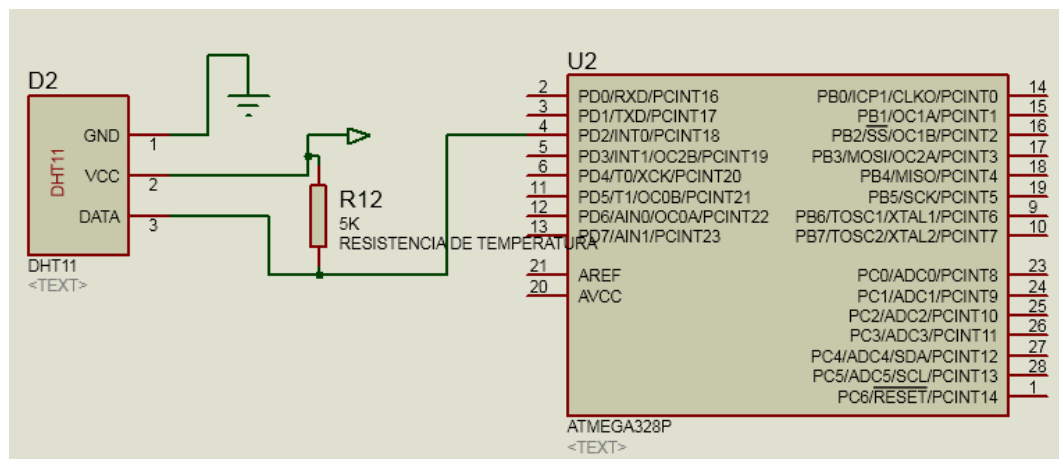 D2
DHT11
GND
1
VCC
2
DATA
3
DHT11
<TEXT>
R12
5K
RESISTENCIA DE TEMPERATURA
U2
2 PD0/RXD/PCINT16 PB0/ICP1/CLKO/PCINT0 14
3 PD1/TXD/PCINT17 PB1/OC1A/PCINT1 15
4 PD2/INT0/PCINT18 PB2/SS/OC1B/PCINT2 16
5 PD3/INT1/OC2B/PCINT19 PB3/MOSI/OC2A/PCINT3 17
6 PD4/T0/XCK/PCINT20 PB4/MISO/PCINT4 18
11 PD5/T1/OC0B/PCINT21 PB5/SCK/PCINT5 19
12 PD6/AIN0/OC0A/PCINT22 PB6/TOSC1/XTAL1/PCINT6 9
13 PD7/AIN1/PCINT23 PB7/TOSC2/XTAL2/PCINT7 10
21 AREF PC0/ADC0/PCINT8 23
20 AVCC PC1/ADC1/PCINT9 24
PC2/ADC2/PCINT10 25
PC3/ADC3/PCINT11 26
PC4/ADC4/SDA/PCINT12 27
PC5/ADC5/SCL/PCINT13 28
PC6/RESET/PCINT14 1
ATMEGA328P
<TEXT>